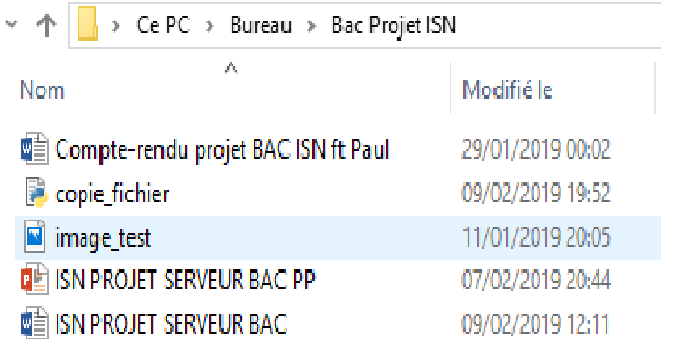 Ce PC > Bureau > Bac Projet ISN
Nom Modifié le
Compte-rendu projet BAC ISN ft Paul 29/01/2019 00:02
copie_fichier 09/02/2019 19:52
image_test 11/01/2019 20:05
ISN PROJET SERVEUR BAC PP 07/02/2019 20:44
ISN PROJET SERVEUR BAC 09/02/2019 12:11